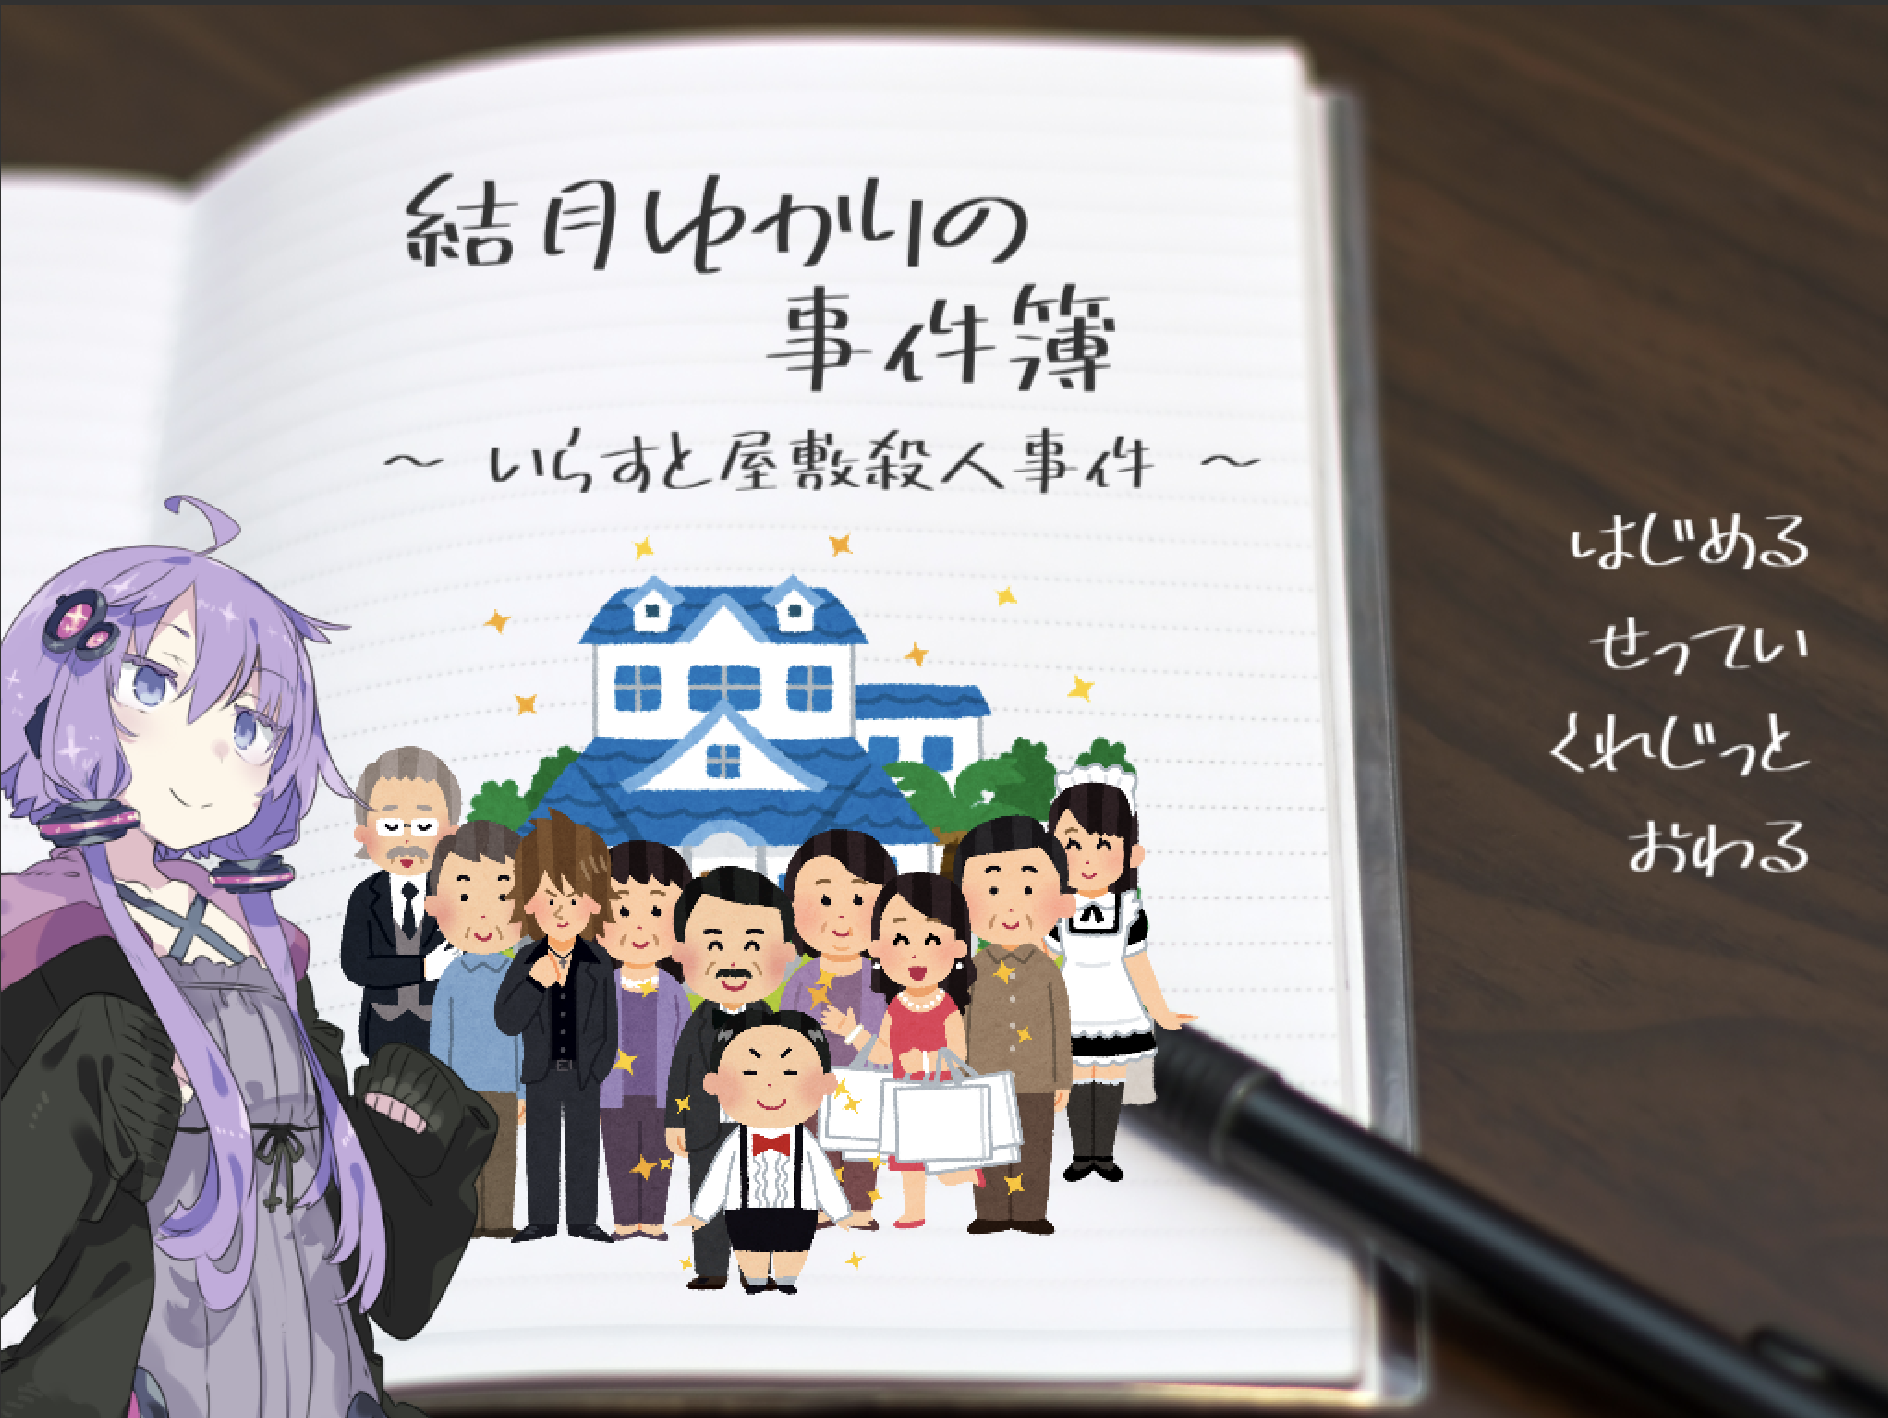 結月ゆかりの
事件簿
～ いらすと屋敷殺人事件 ～
はじめる
せってい
くれじっと
おわる